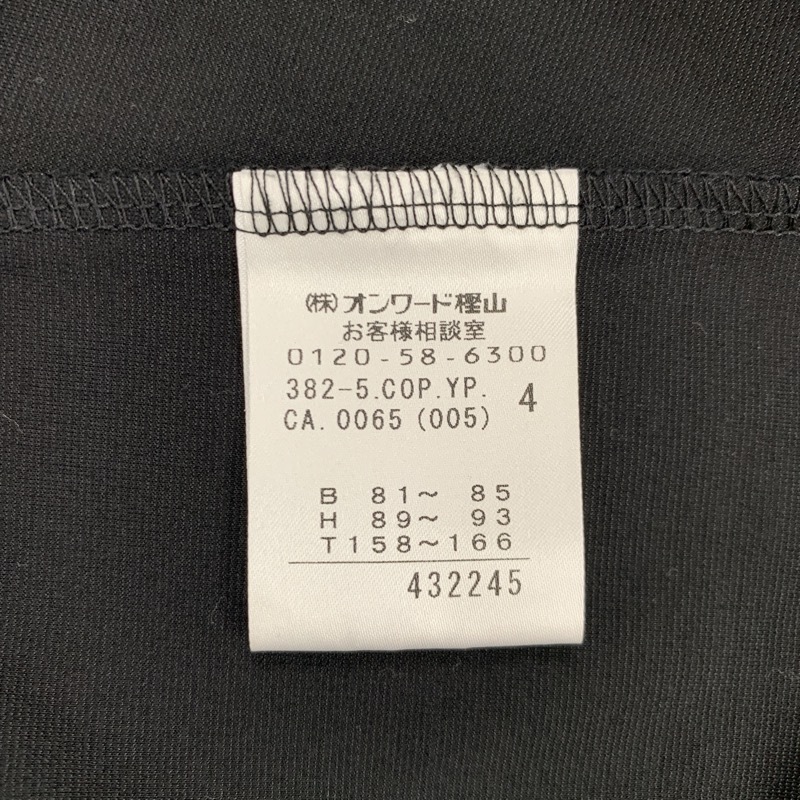 (株)オンワード樫山
お客様相談室
0120-58-6300
382-5.COP.YP. 4
CA.0065(005)
B 81～ 85
H 89～ 93
T158～166
432245